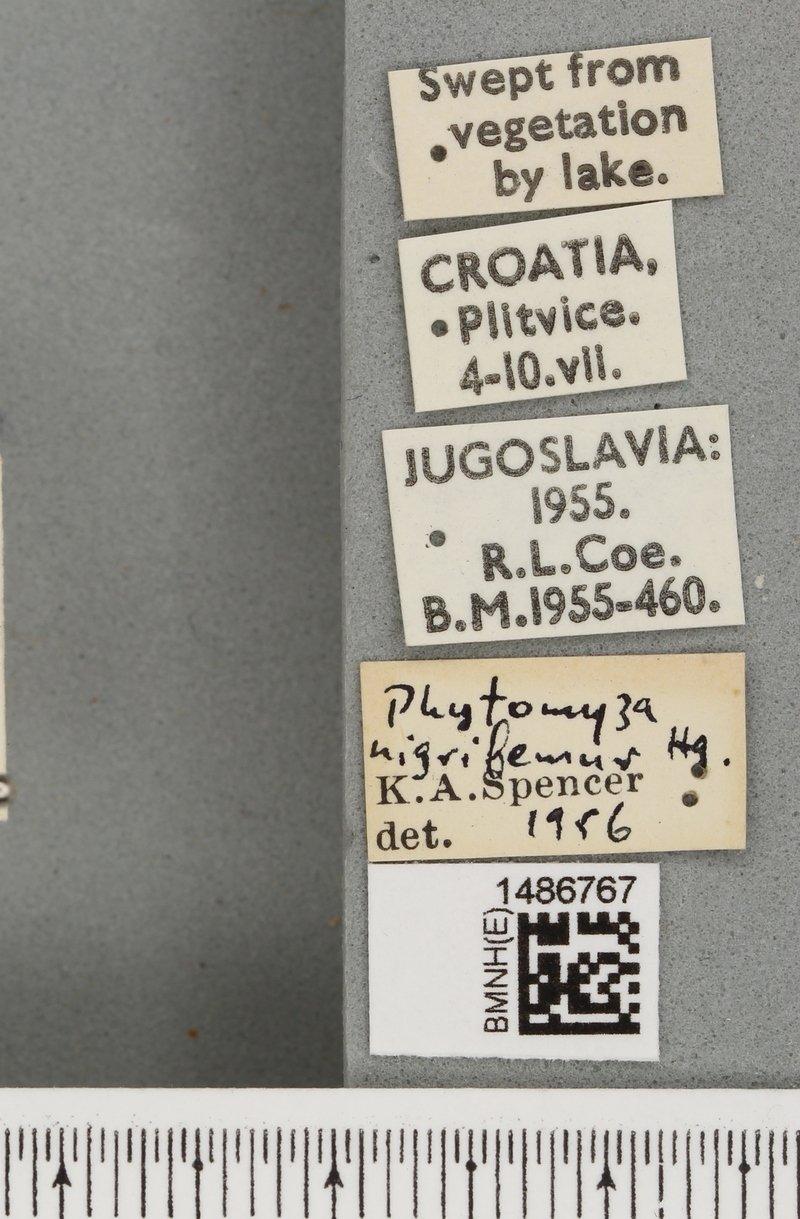 Swept from
vegetation
by lake.
CROATIA,
Plitvice.
4-10.vii.
JUGOSLAVIA:
1955.
R.L.Coe.
B.M.1955-460.
Phytomyza
nigrifemur Hg.
K.A.Spencer
det. 1956
1486767
BMNH(E)